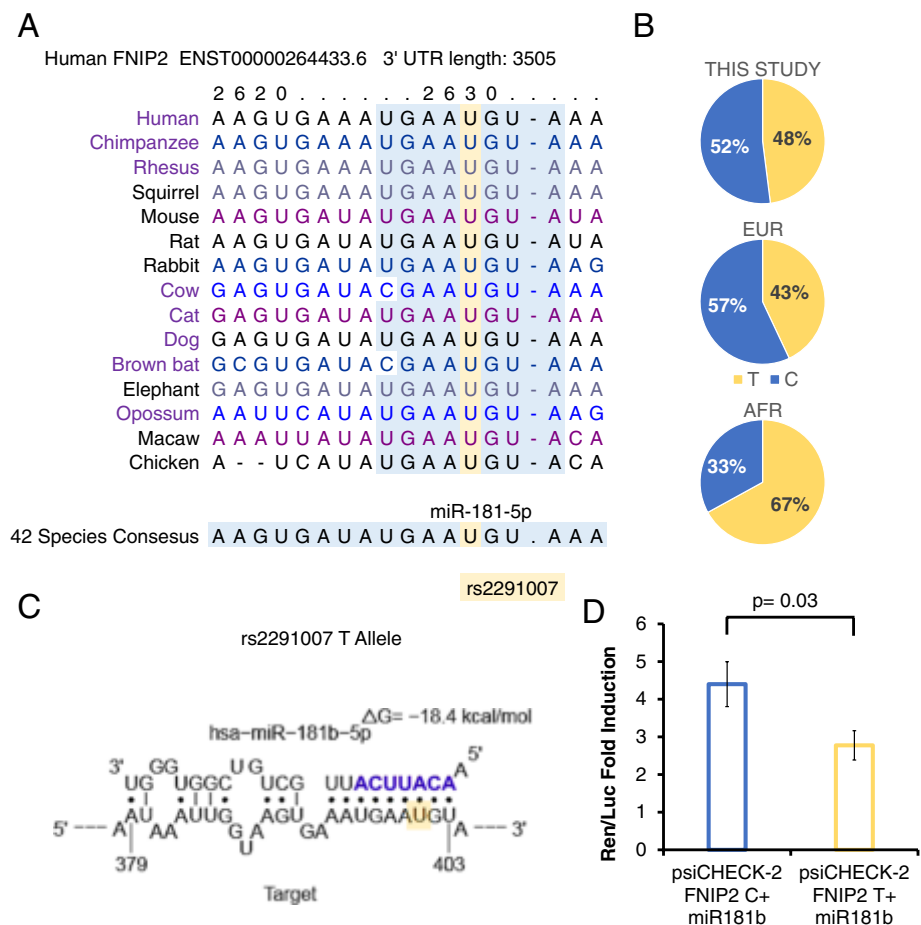 A
Human FNIP2 ENST00000264433.6 3' UTR length: 3505
2 6 2 0 . . . . . . 2 6 3 0 . . . . .
Human A A G U G A A A U G A A U G U - A A A
Chimpanzee A A G U G A A A U G A A U G U - A A A
Rhesus A A G U G A A A U G A A U G U - A A A
Squirrel A A G U G A U A U G A A U G U - A A A
Mouse A A G U G A U A U G A A U G U - A U A
Rat A A G U G A U A U G A A U G U - A U A
Rabbit A A G U G A U A U G A A U G U - A A G
Cow G A G U G A U A C G A A U G U - A A A
Cat G A G U G A U A U G A A U G U - A A A
Dog G A G U G A U A U G A A U G U - A A A
Brown bat G C G U G A U A C G A A U G U - A A A
Elephant G A G U G A U A U G A A U G U - A A A
Opossum A A U U C A U A U G A A U G U - A A G
Macaw A A A U U A U A U G A A U G U - A C A
Chicken A - - U C A U A U G A A U G U - A C A
miR-181-5p
42 Species Consesus A A G U G A U A U G A A U G U . A A A
rs2291007
B
THIS STUDY
52% 48%
EUR
57% 43%
T C
AFR
33%
67%
C
rs2291007 T Allele
ΔG= −18.4 kcal/mol
hsa−miR−181b−5p
3' UG GG UGGC U G UCG UUACUUACA A 5'
5' --- A AU AA AUUG G U A AGU GA AAUGAAUGU A --- 3'
379 403
Target
D
p= 0.03
Ren/Luc Fold Induction
6
5
4
3
2
1
0
psiCHECK-2 FNIP2 C+ miR181b
psiCHECK-2 FNIP2 T+ miR181b